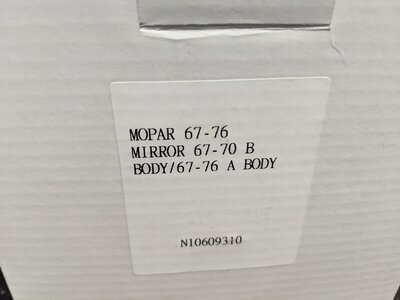 MOPAR 67-76
MIRROR 67-70 B
BODY/67-76 A BODY
N10609310